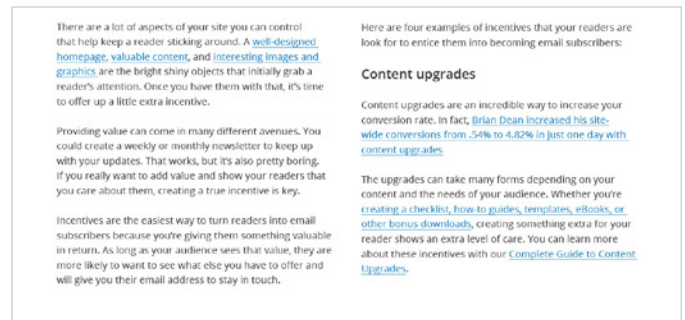 There are a lot of aspects of your site you can control
that help keep a reader sticking around. A well-designed
homepage, valuable content, and interesting images and
graphics are the bright shiny objects that initially grab a
reader's attention. Once you have them with that, it's time
to offer up a little extra incentive.
Providing value can come in many different avenues. You
could create a weekly or monthly newsletter to keep up
with your updates. That works, but it's also pretty boring.
If you really want to add value and show your readers that
you care about them, creating a true incentive is key.
Incentives are the easiest way to turn readers into email
subscribers because you're giving them something valuable
in return. As long as your audience sees that value, they are
more likely to want to see what else you have to offer and
will give you their email address to stay in touch.
Here are four examples of incentives that your readers are
look for to entice them into becoming email subscribers:
Content upgrades
Content upgrades are an incredible way to increase your
conversion rate. In fact, Brian Dean increased his site-
wide conversions from .54% to 4.82% in just one day with
content upgrades
The upgrades can take many forms depending on your
content and the needs of your audience. Whether you're
creating a checklist, how-to guides, templates, eBooks, or
other bonus downloads, creating something extra for your
reader shows an extra level of care. You can learn more
about these incentives with our Complete Guide to Content
Upgrades.